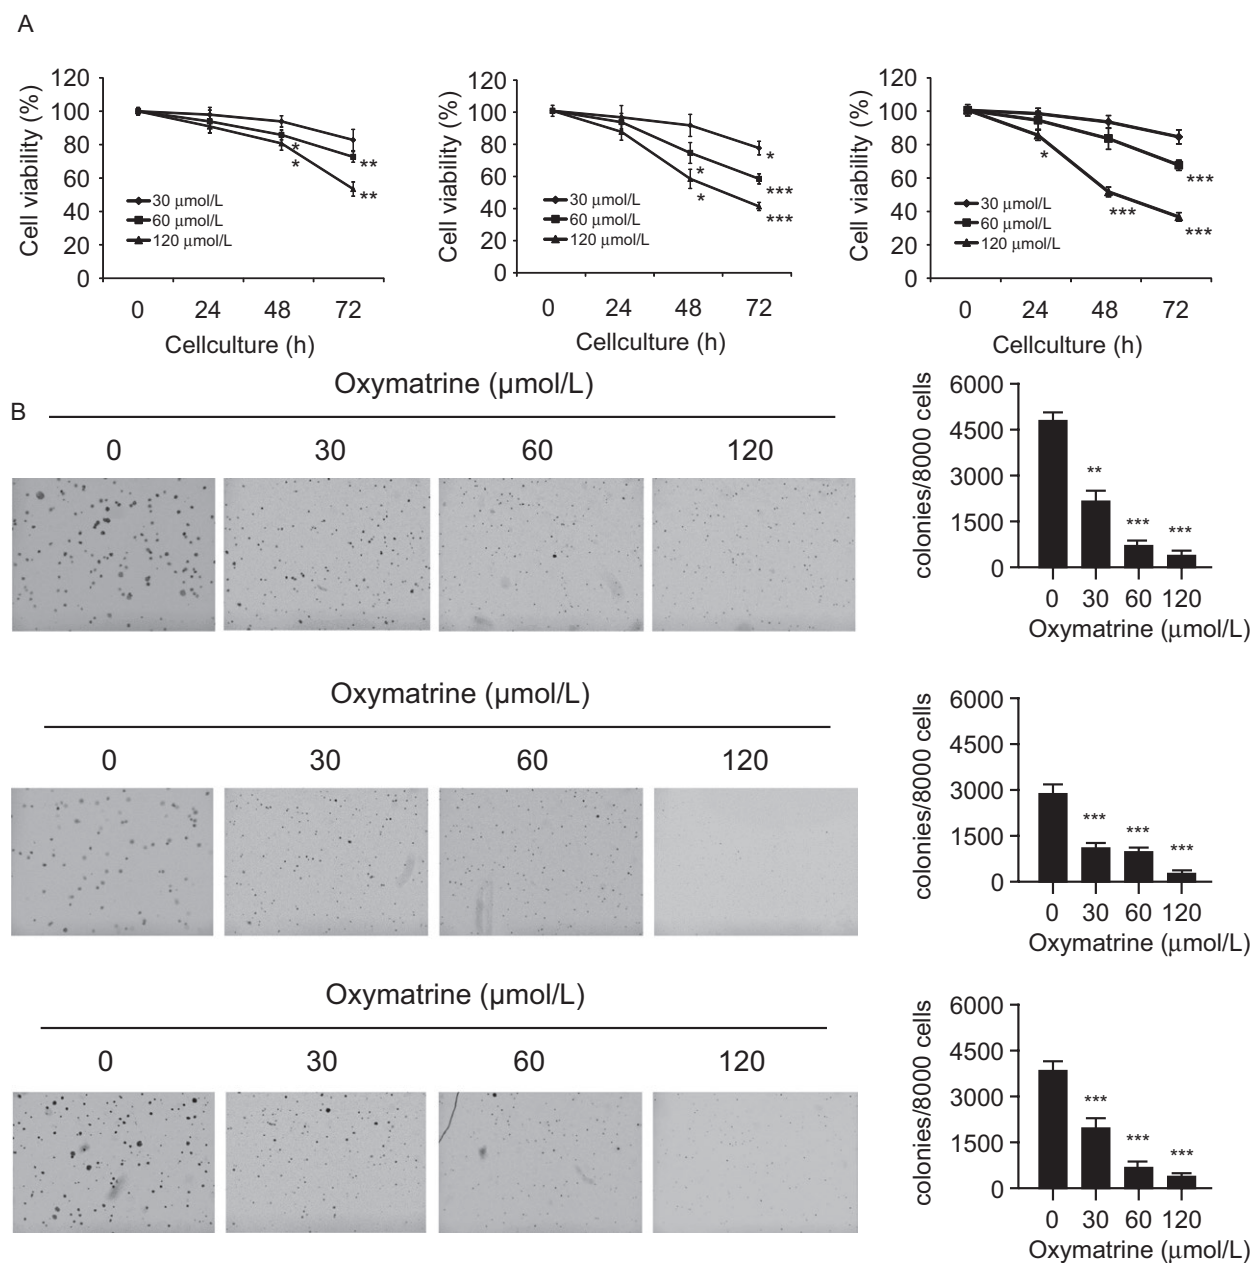 A
120
100
80
60
40
20
0
Cell viability (%)
30 μmol/L
60 μmol/L
120 μmol/L
*
*
**
**
0 24 48 72
Cellculture (h)
120
100
80
60
40
20
0
Cell viability (%)
30 μmol/L
60 μmol/L
120 μmol/L
*
*
*
***
***
0 24 48 72
Cellculture (h)
120
100
80
60
40
20
0
Cell viability (%)
30 μmol/L
60 μmol/L
120 μmol/L
*
***
***
***
0 24 48 72
Cellculture (h)
B
Oxymatrine (μmol/L)
0 30 60 120
6000
4500
3000
1500
0
colonies/8000 cells
**
***
***
0 30 60 120
Oxymatrine (μmol/L)
Oxymatrine (μmol/L)
0 30 60 120
6000
4500
3000
1500
0
colonies/8000 cells
***
***
***
0 30 60 120
Oxymatrine (μmol/L)
Oxymatrine (μmol/L)
0 30 60 120
6000
4500
3000
1500
0
colonies/8000 cells
***
***
***
0 30 60 120
Oxymatrine (μmol/L)